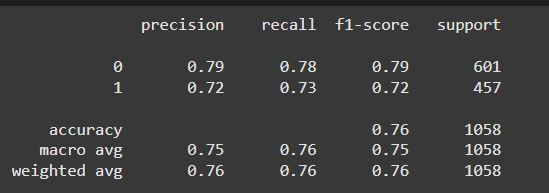 precision recall f1-score support
0 0.79 0.78 0.79 601
1 0.72 0.73 0.72 457
accuracy 0.76 1058
macro avg 0.75 0.76 0.75 1058
weighted avg 0.76 0.76 0.76 1058